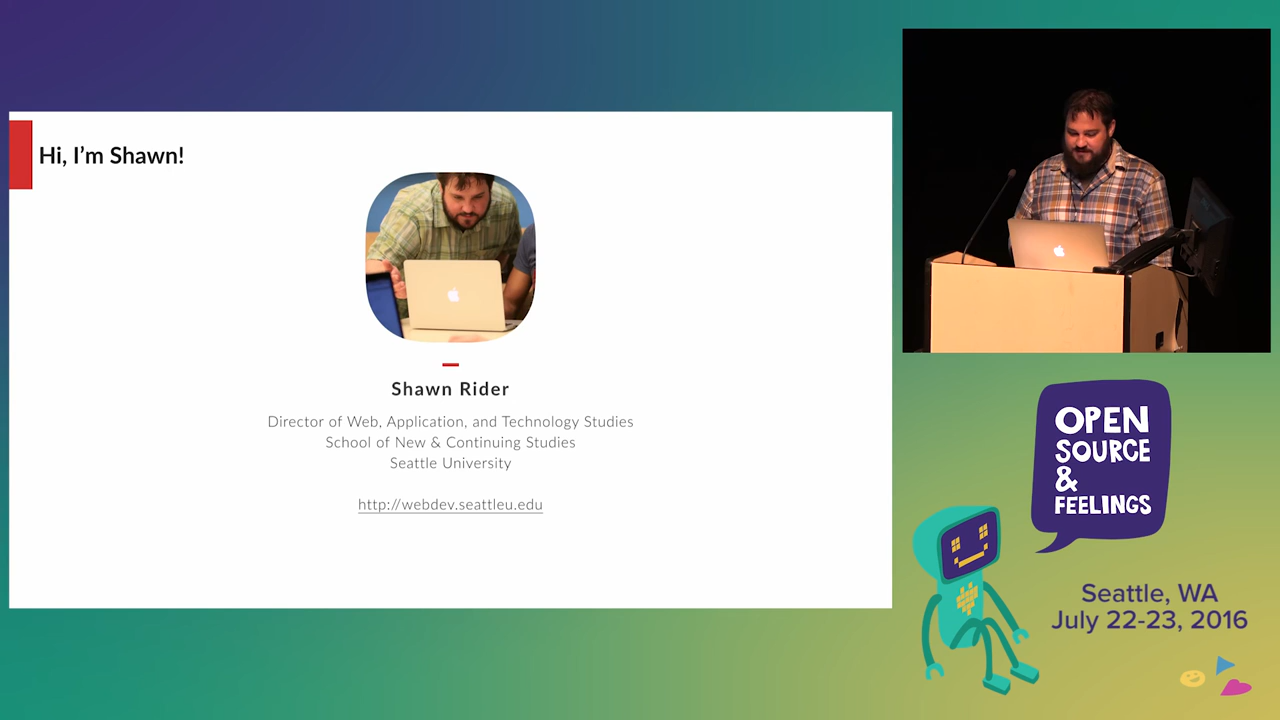 Hi, I'm Shawn!
Shawn Rider
Director of Web, Application, and Technology Studies
School of New & Continuing Studies
Seattle University
http://webdev.seattleu.edu
OPEN
SOURCE
&
FEELINGS
Seattle, WA
July 22-23, 2016